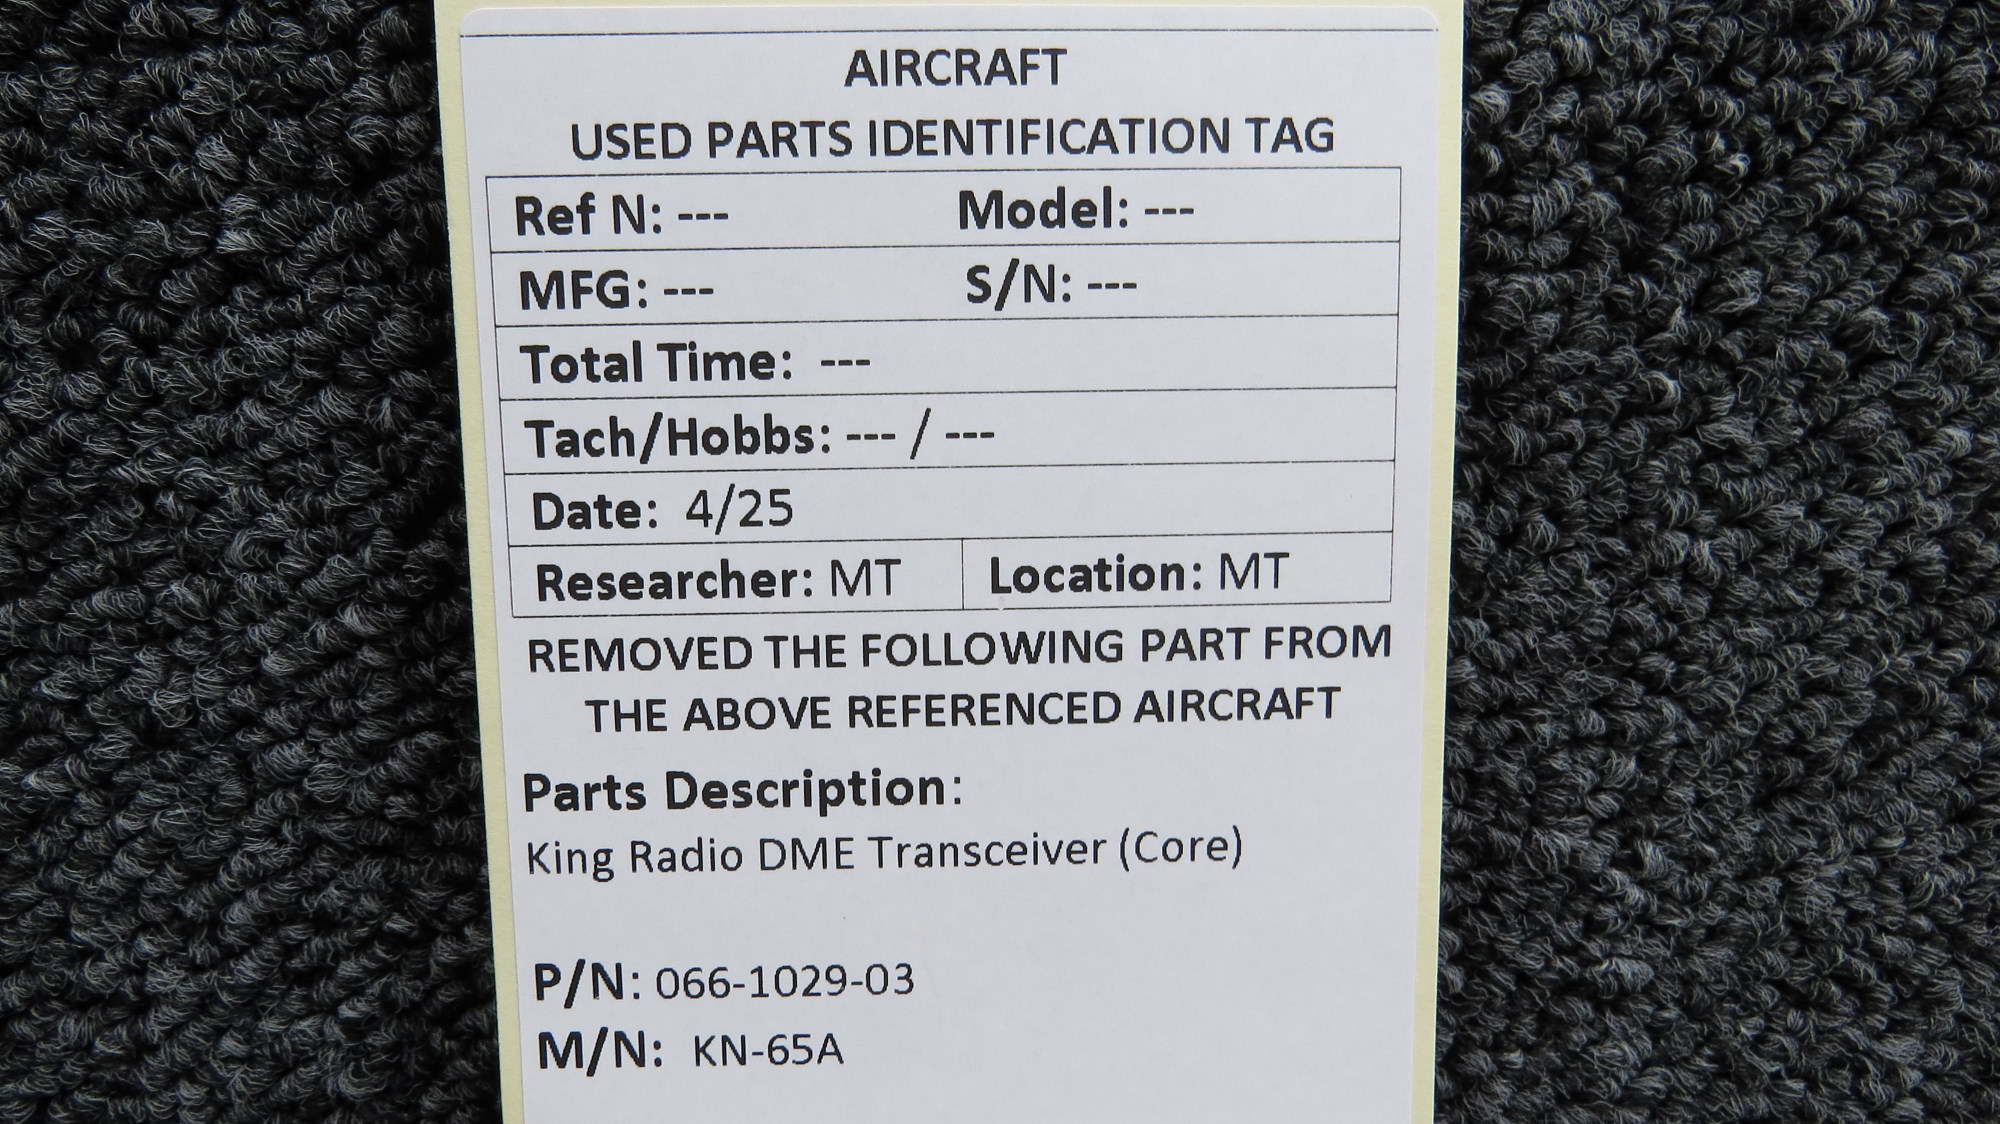 AIRCRAFT
USED PARTS IDENTIFICATION TAG
Ref N: --- Model: ---
MFG: --- S/N: ---
Total Time: ---
Tach/Hobbs: --- / ---
Date: 4/25
Researcher: MT Location: MT
REMOVED THE FOLLOWING PART FROM
THE ABOVE REFERENCED AIRCRAFT
Parts Description:
King Radio DME Transceiver (Core)
P/N: 066-1029-03
M/N: KN-65A